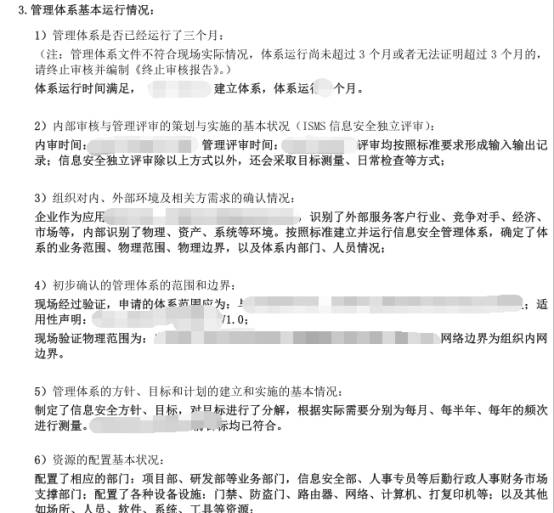 3.管理体系基本运行情况：
1）管理体系是否已经运行了三个月：
（注：管理体系文件不符合现场实际情况，体系运行尚未超过 3 个月或者无法证明超过 3 个月的，
请终止审核并编制《终止审核报告》。）
体系运行时间满足， 建立体系，体系运行 个月。
2）内部审核与管理评审的策划与实施的基本状况（ISMS 信息安全独立评审）：
内审时间： 管理评审时间： 评审均按照标准要求形成输入输出记
录；信息安全独立评审除以上方式以外，还会采取目标测量、日常检查等方式；
3）组织对内、外部环境及相关方需求的确认情况：
企业作为应用 ，识别了外部服务客户行业、竞争对手、经济、
市场等，内部识别了物理、资产、系统等环境。按照标准建立并运行信息安全管理体系，确定了体
系的业务范围、物理范围、物理边界，以及体系内部门、人员情况；
4）初步确认的管理体系的范围和边界：
现场经过验证，申请的体系范围应为：与 ；适
用性声明： V1.0；
现场验证物理范围为： 网络边界为组织内网
边界。
5）管理体系的方针、目标和计划的建立和实施的基本情况：
制定了信息安全方针、目标，对目标进行了分解，根据实际需要分别为每月、每半年、每年的频次
进行测量。 目标均已符合。
6）资源的配置基本状况：
配置了相应的部门：项目部、研发部等业务部门，信息安全部、人事专员等后勤行政人事财务市场
支撑部门；配置了各种设备设施：门禁、防盗门、路由器、网络、计算机、打复印机等；以及其他
如场所、人员、软件、系统、工具等资源；